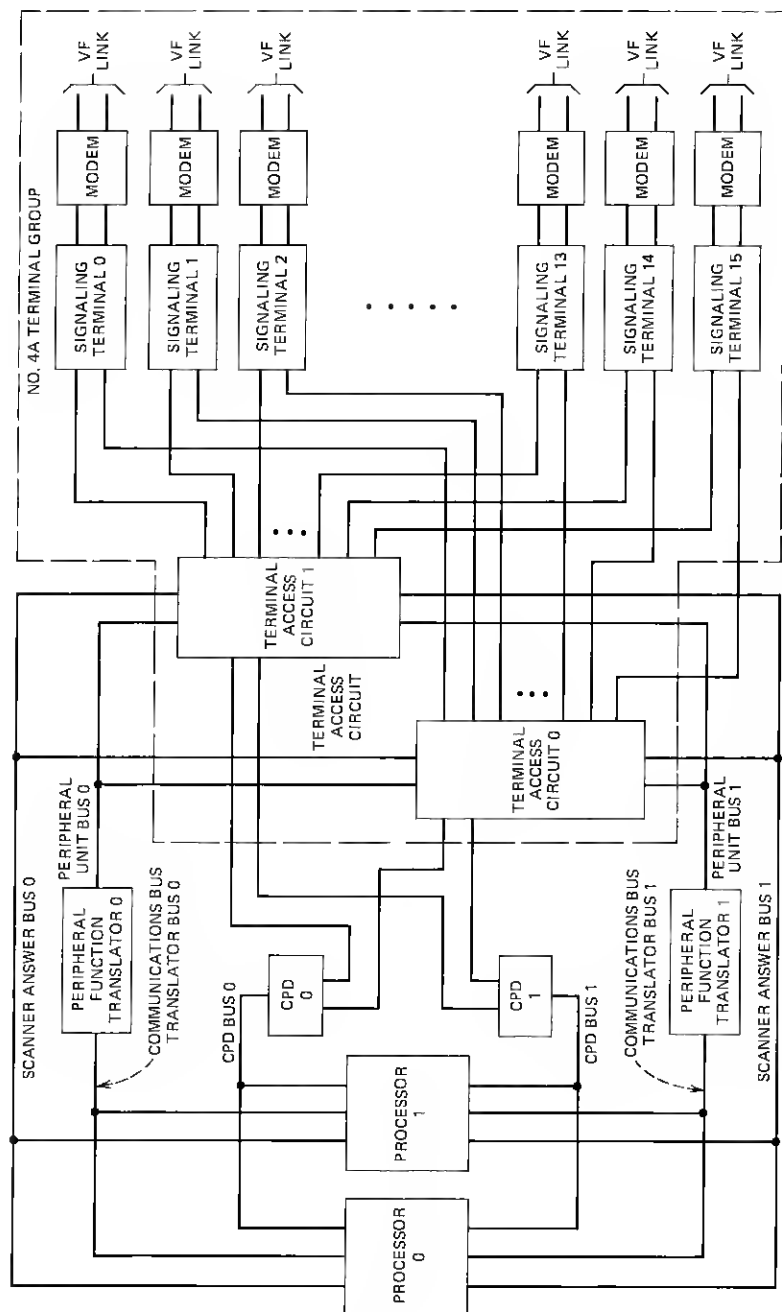 NO. 4A TERMINAL GROUP
VF
LINK
VF
LINK
VF
LINK
VF
LINK
VF
LINK
VF
LINK
MODEM
MODEM
MODEM
MODEM
MODEM
MODEM
SIGNALING
TERMINAL 0
SIGNALING
TERMINAL 1
SIGNALING
TERMINAL 2
SIGNALING
TERMINAL 13
SIGNALING
TERMINAL 14
SIGNALING
TERMINAL 15
TERMINAL
ACCESS
CIRCUIT 1
TERMINAL
ACCESS
CIRCUIT
TERMINAL
ACCESS
CIRCUIT 0
PERIPHERAL
UNIT BUS 0
PERIPHERAL
UNIT BUS 1
PERIPHERAL
FUNCTION
TRANSLATOR 0
PERIPHERAL
FUNCTION
TRANSLATOR 1
SCANNER ANSWER BUS 0
COMMUNICATIONS BUS
TRANSLATOR BUS 0
CPD BUS 0
CPD
0
CPD
1
CPD BUS 1
COMMUNICATIONS BUS
TRANSLATOR BUS 1
SCANNER ANSWER BUS 1
PROCESSOR
1
PROCESSOR
0